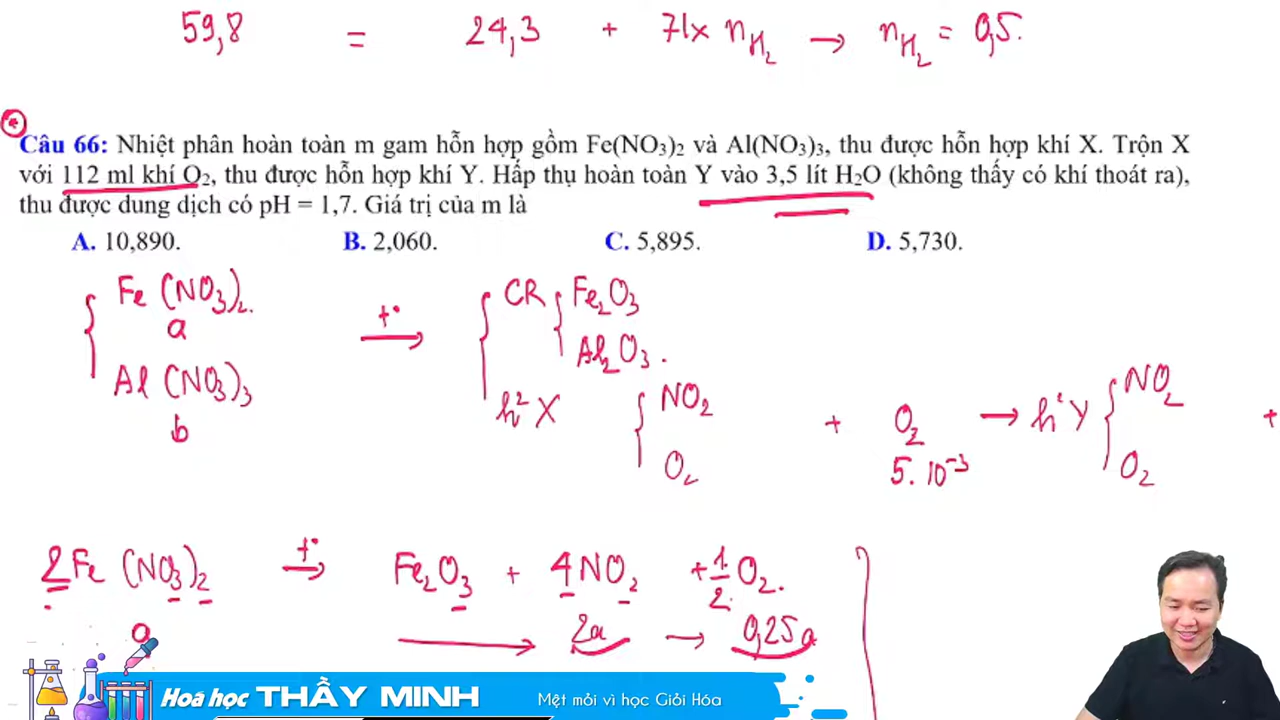 59,8 = 24,3 + 71x nH₂ → nH₂ = 0,5.
Câu 66: Nhiệt phân hoàn toàn m gam hỗn hợp gồm Fe(NO₃)₂ và Al(NO₃)₃, thu được hỗn hợp khí X. Trộn X
với 112 ml khí O₂, thu được hỗn hợp khí Y. Hấp thụ hoàn toàn Y vào 3,5 lít H₂O (không thấy có khí thoát ra),
thu được dung dịch có pH = 1,7. Giá trị của m là
A. 10,890. B. 2,060. C. 5,895. D. 5,730.
Fe (NO₃)₂.
a
Al (NO₃)₃
b
t°
→
CR
Fe₂O₃
Al₂O₃.
h² X
NO₂
O₂
+ O₂
5. 10⁻³
→ h² Y
NO₂
O₂
+
2Fe (NO₃)₂ t° → Fe₂O₃ + 4NO₂ + 1/2 O₂.
a → 2a → 0,25a
Hoá học THẦY MINH Mệt mỏi vì học Giỏi Hóa